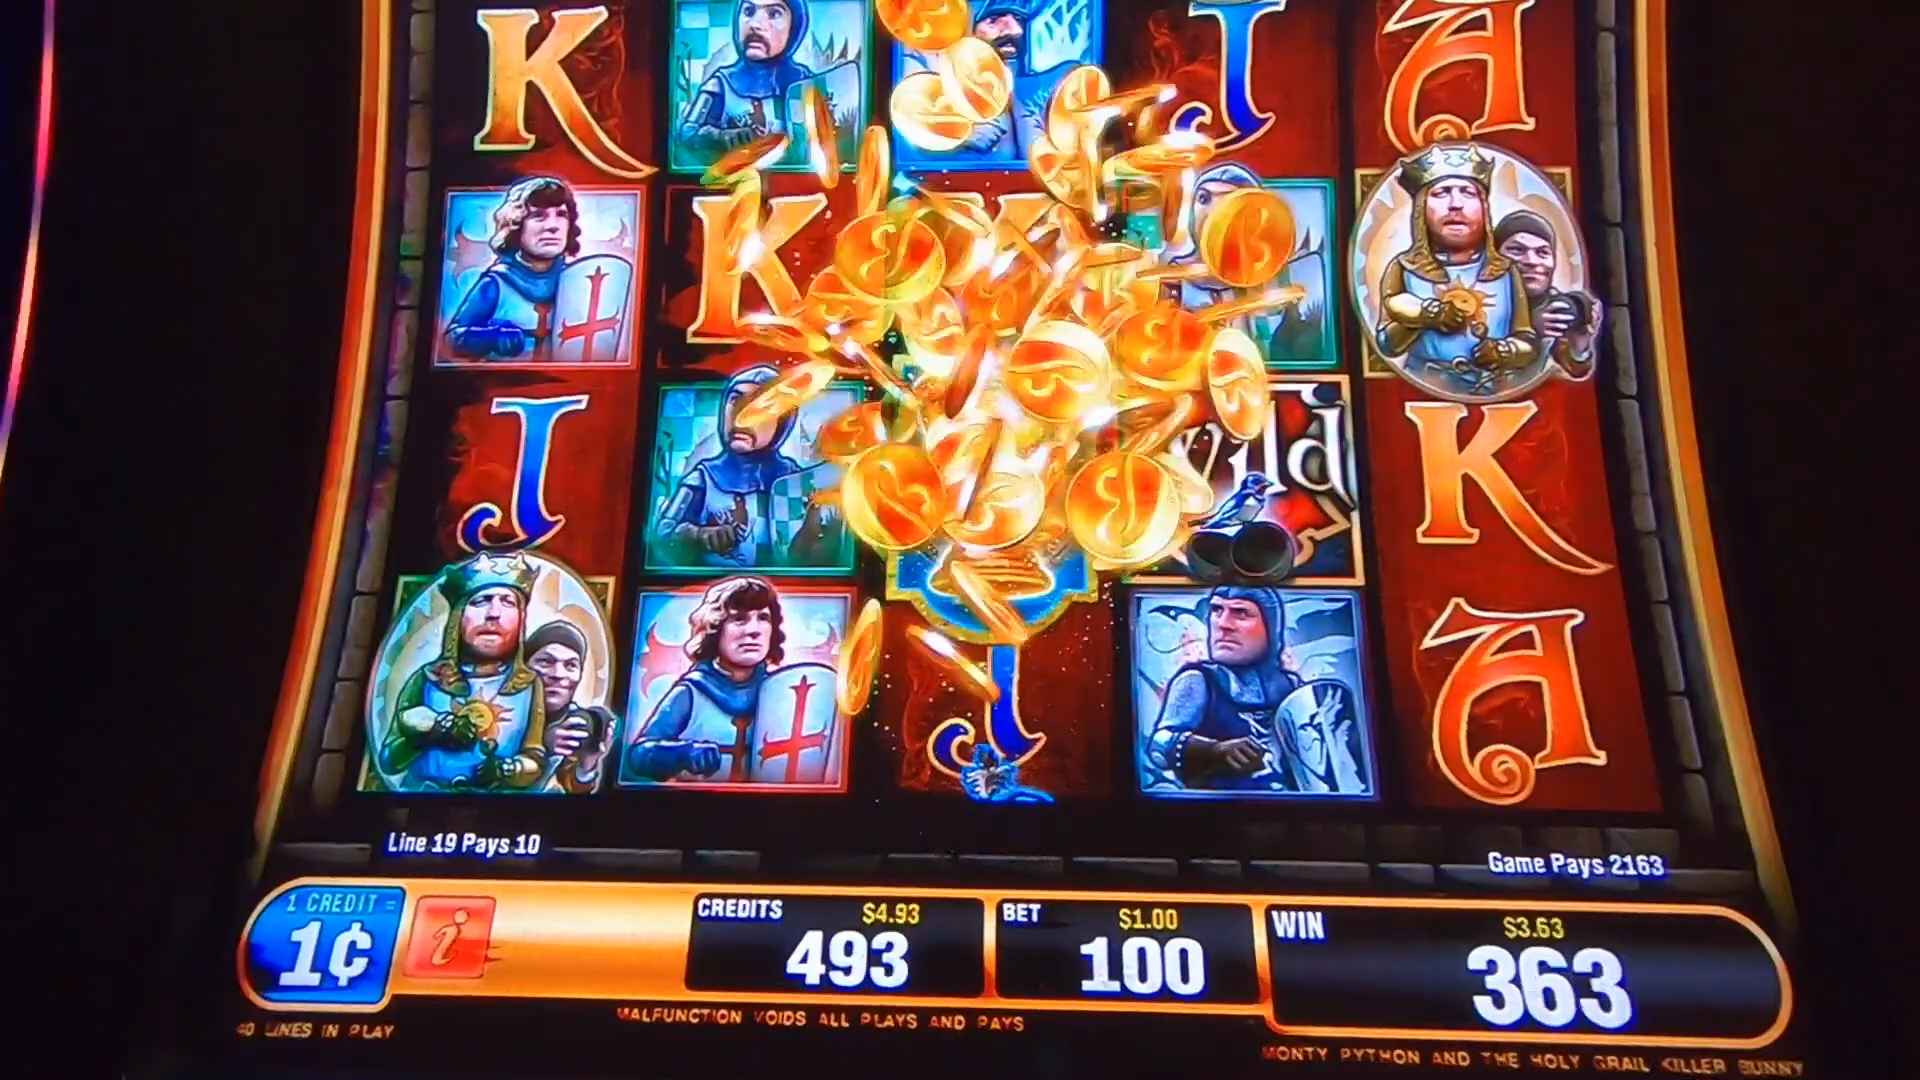 K J A
K
J wild K
J A
Line 19 Pays 10
Game Pays 2163
1 CREDIT =
1¢
i
CREDITS $4.93
493
BET $1.00
100
WIN $3.63
363
40 LINES IN PLAY
MALFUNCTION VOIDS ALL PLAYS AND PAYS
MONTY PYTHON AND THE HOLY GRAIL KILLER BUNNY